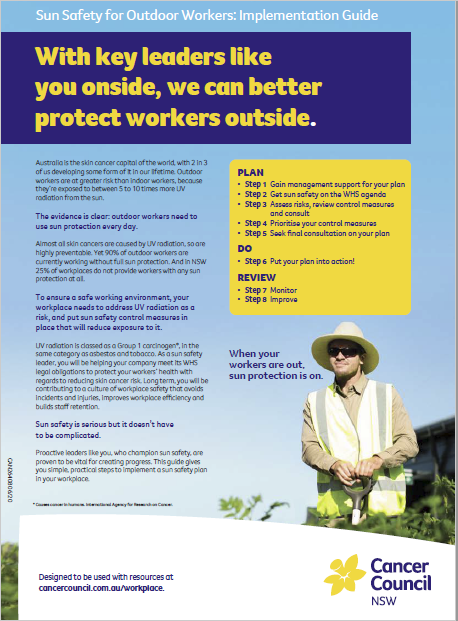 Sun Safety for Outdoor Workers: Implementation Guide
With key leaders like
you onside, we can better
protect workers outside.
Australia is the skin cancer capital of the world, with 2 in 3
of us developing some form of it in our lifetime. Outdoor
workers are at greater risk than indoor workers, because
they're exposed to between 5 to 10 times more UV
radiation from the sun.
The evidence is clear: outdoor workers need to
use sun protection every day.
Almost all skin cancers are caused by UV radiation, so are
highly preventable. Yet 90% of outdoor workers are
currently working without full sun protection. And in NSW
25% of workplaces do not provide workers with any sun
protection at all.
To ensure a safe working environment, your
workplace needs to address UV radiation as a
risk, and put sun safety control measures in
place that will reduce exposure to it.
UV radiation is classed as a Group 1 carcinogen*, in the
same category as asbestos and tobacco. As a sun safety
leader, you will be helping your company meet its WHS
legal obligations to protect your workers' health with
regards to reducing skin cancer risk. Long term, you will be
contributing to a culture of workplace safety that avoids
incidents and injuries, improves workplace efficiency and
builds staff retention.
Sun safety is serious but it doesn't have
to be complicated.
Proactive leaders like you, who champion sun safety, are
proven to be vital for creating progress. This guide gives
you simple, practical steps to implement a sun safety plan
in your workplace.
* Causes cancer in humans. International Agency for Research on Cancer.
PLAN
• Step 1 Gain management support for your plan
• Step 2 Get sun safety on the WHS agenda
• Step 3 Assess risks, review control measures
and consult
• Step 4 Prioritise your control measures
• Step 5 Seek final consultation on your plan
DO
• Step 6 Put your plan into action!
REVIEW
• Step 7 Monitor
• Step 8 Improve
When your
workers are out,
sun protection is on.
Designed to be used with resources at
cancercouncil.com.au/workplace.
Cancer
Council
NSW